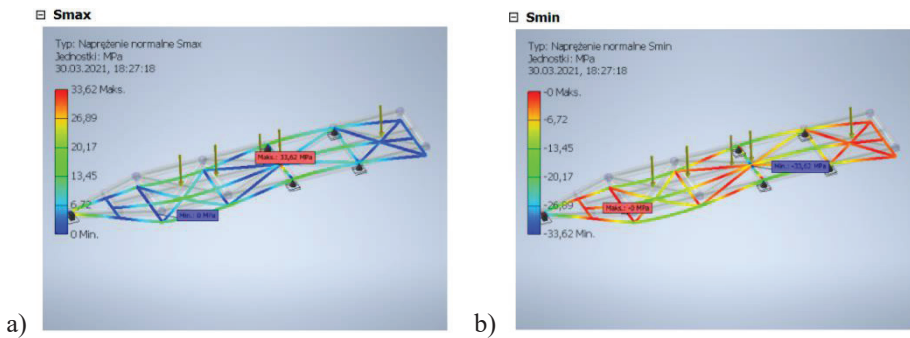 ⊟ Smax
Typ: Naprężenie normalne Smax
Jednostki: MPa
30.03.2021, 18:27:18
33,62 Maks.
26,89
20,17
13,45
6,72
0 Min.
Maks.: 33,62 MPa
Min.: 0 MPa
a)
⊟ Smin
Typ: Naprężenie normalne Smin
Jednostki: MPa
30.03.2021, 18:27:18
-0 Maks.
-6,72
-13,45
-20,17
-26,89
-33,62 Min.
Min.: -33,62 MPa
Maks.: -0 MPa
b)